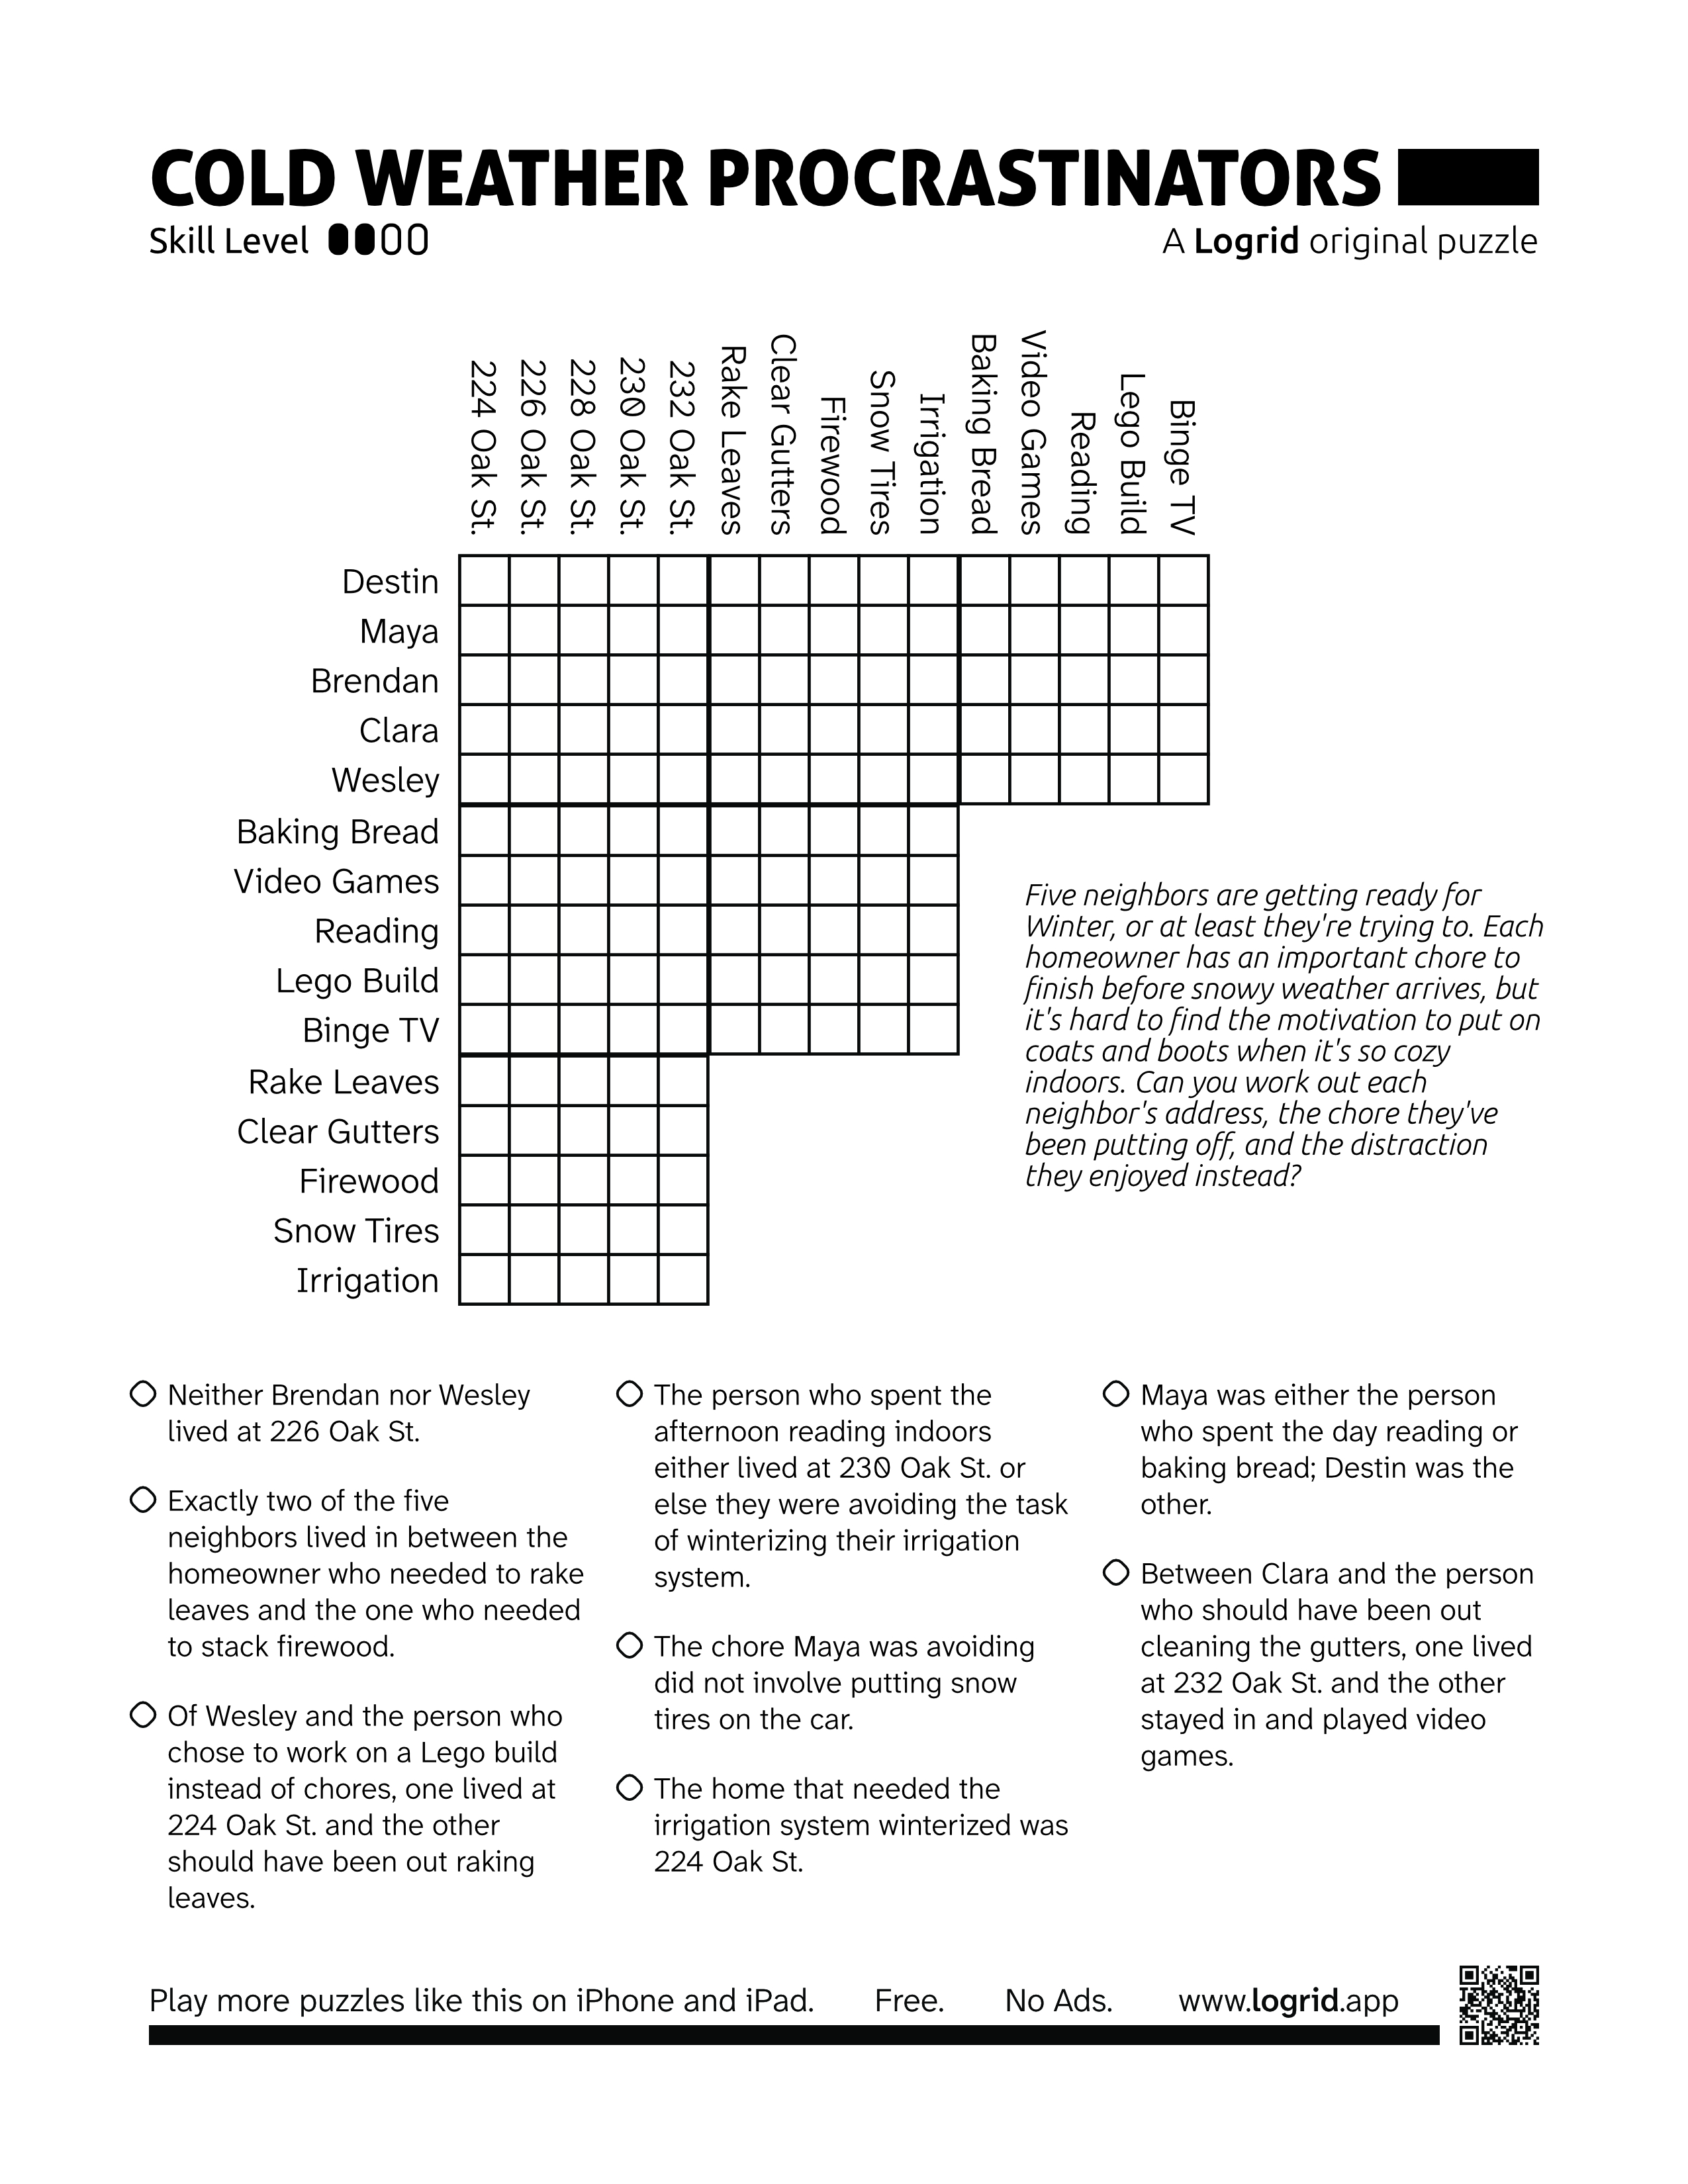 COLD WEATHER PROCRASTINATORS
Skill Level
A Logrid original puzzle
224 Oak St.
226 Oak St.
228 Oak St.
230 Oak St.
232 Oak St.
Rake Leaves
Clear Gutters
Firewood
Snow Tires
Irrigation
Baking Bread
Video Games
Reading
Lego Build
Binge TV
Destin
Maya
Brendan
Clara
Wesley
Baking Bread
Video Games
Reading
Lego Build
Binge TV
Rake Leaves
Clear Gutters
Firewood
Snow Tires
Irrigation
Five neighbors are getting ready for
Winter, or at least they're trying to. Each
homeowner has an important chore to
finish before snowy weather arrives, but
it's hard to find the motivation to put on
coats and boots when it's so cozy
indoors. Can you work out each
neighbor's address, the chore they've
been putting off, and the distraction
they enjoyed instead?
Neither Brendan nor Wesley
lived at 226 Oak St.
Exactly two of the five
neighbors lived in between the
homeowner who needed to rake
leaves and the one who needed
to stack firewood.
Of Wesley and the person who
chose to work on a Lego build
instead of chores, one lived at
224 Oak St. and the other
should have been out raking
leaves.
The person who spent the
afternoon reading indoors
either lived at 230 Oak St. or
else they were avoiding the task
of winterizing their irrigation
system.
The chore Maya was avoiding
did not involve putting snow
tires on the car.
The home that needed the
irrigation system winterized was
224 Oak St.
Maya was either the person
who spent the day reading or
baking bread; Destin was the
other.
Between Clara and the person
who should have been out
cleaning the gutters, one lived
at 232 Oak St. and the other
stayed in and played video
games.
Play more puzzles like this on iPhone and iPad. Free. No Ads. www.logrid.app